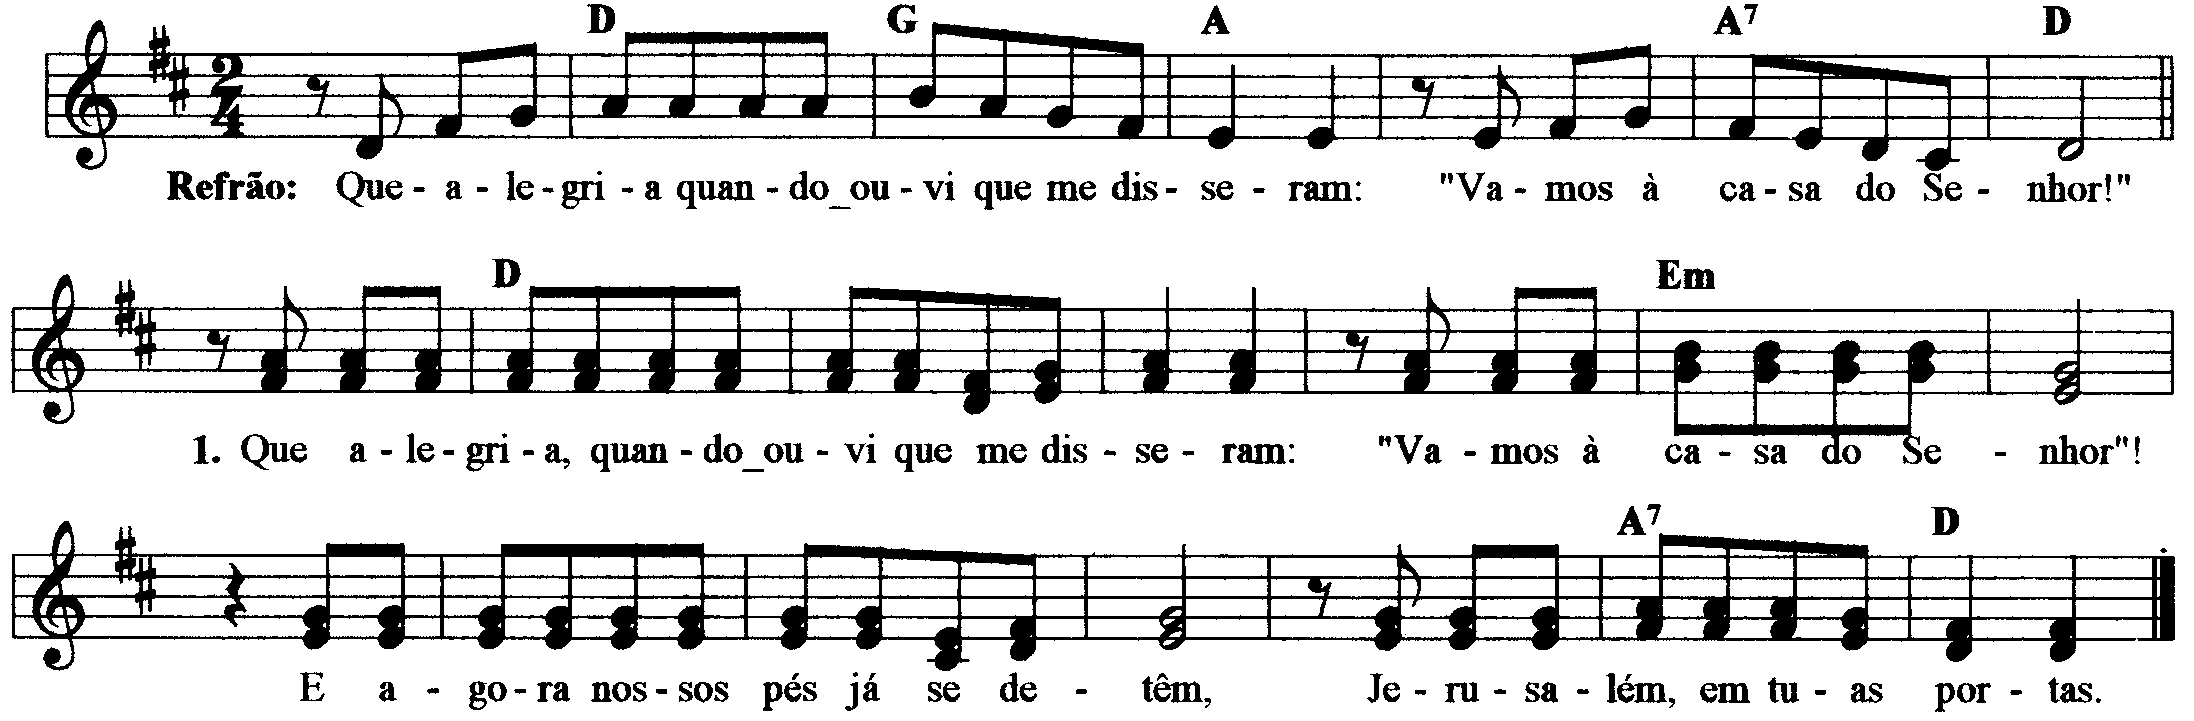 D G A A7 D
Refrão: Que - a - le - gri - a quan - do_ou - vi que me dis - se - ram: "Va - mos à ca - sa do Se - nhor!"
D Em
1. Que a - le - gri - a, quan - do_ou - vi que me dis - se - ram: "Va - mos à ca - sa do Se - nhor"!
A7 D
E a - go - ra nos - sos pés já se de - têm, Je - ru - sa - lém, em tu - as por - tas.